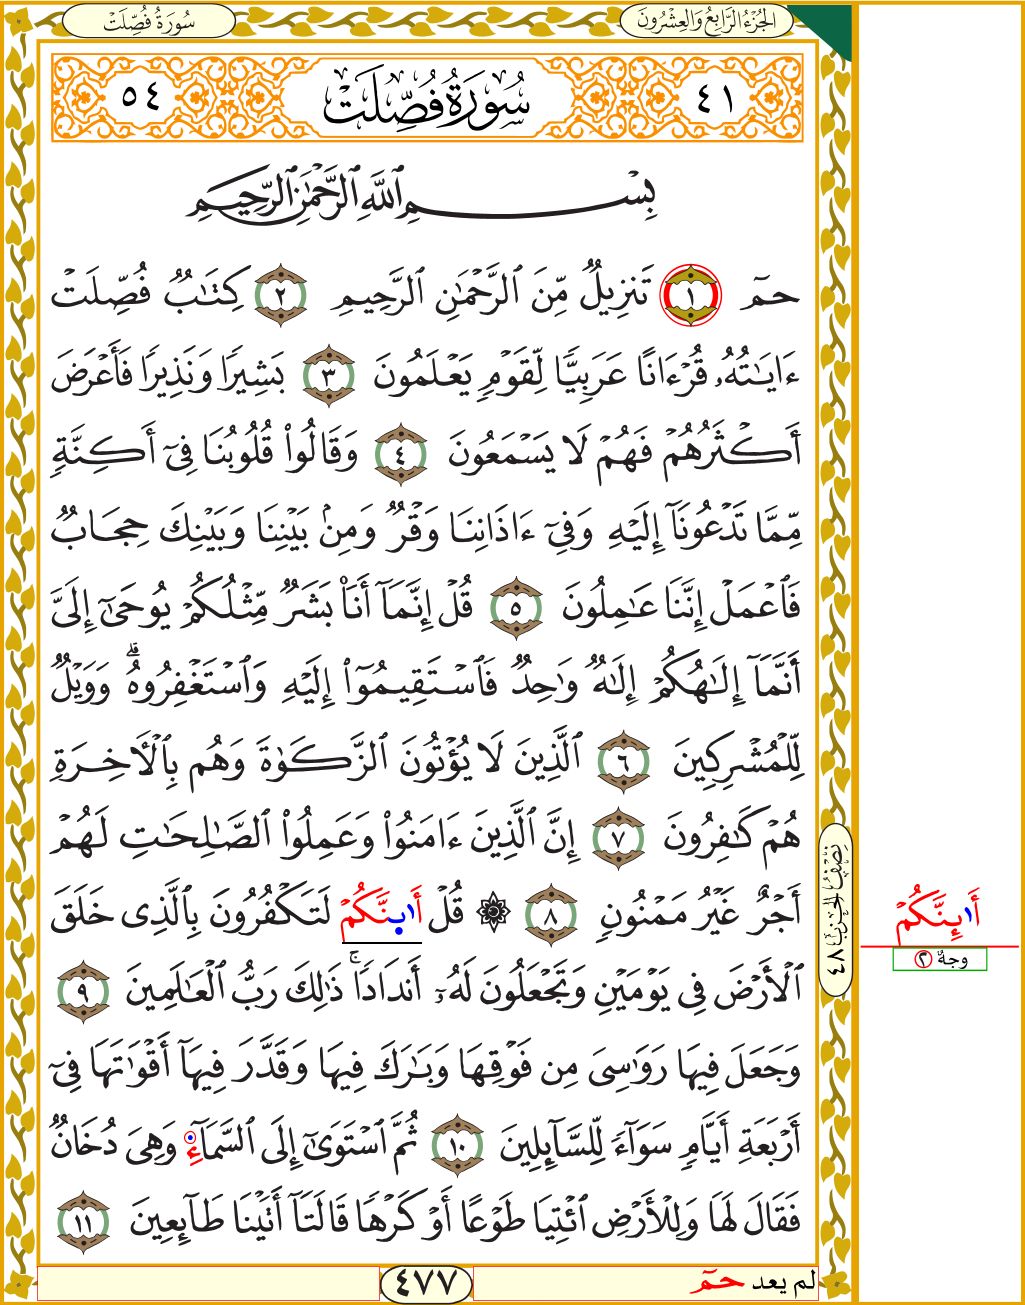 سُورَةُ فُصِّلَتْ
الجُزْءُ الرَّابِعُ وَالعِشْرُونَ
٥٤ سُورَةُ فُصِّلَتْ ٤١
بِسْمِ ٱللَّهِ ٱلرَّحْمَٰنِ ٱلرَّحِيمِ
حمٓ ١ تَنزِيلٌ مِّنَ ٱلرَّحْمَٰنِ ٱلرَّحِيمِ ٢ كِتَٰبٌ فُصِّلَتْ
ءَايَٰتُهُۥ قُرْءَانًا عَرَبِيًّا لِّقَوْمٍ يَعْلَمُونَ ٣ بَشِيرًا وَنَذِيرًا فَأَعْرَضَ
أَكْثَرُهُمْ فَهُمْ لَا يَسْمَعُونَ ٤ وَقَالُوا۟ قُلُوبُنَا فِىٓ أَكِنَّةٍ
مِّمَّا تَدْعُونَآ إِلَيْهِ وَفِىٓ ءَاذَانِنَا وَقْرٌ وَمِنۢ بَيْنِنَا وَبَيْنِكَ حِجَابٌ
فَٱعْمَلْ إِنَّنَا عَٰمِلُونَ ٥ قُلْ إِنَّمَآ أَنَا۠ بَشَرٌ مِّثْلُكُمْ يُوحَىٰٓ إِلَىَّ
أَنَّمَآ إِلَٰهُكُمْ إِلَٰهٌ وَٰحِدٌ فَٱسْتَقِيمُوٓا۟ إِلَيْهِ وَٱسْتَغْفِرُوهُ ۗ وَوَيْلٌ
لِّلْمُشْرِكِينَ ٦ ٱلَّذِينَ لَا يُؤْتُونَ ٱلزَّكَوٰةَ وَهُم بِٱلْءَاخِرَةِ
هُمْ كَٰفِرُونَ ٧ إِنَّ ٱلَّذِينَ ءَامَنُوا۟ وَعَمِلُوا۟ ٱلصَّٰلِحَٰتِ لَهُمْ
أَجْرٌ غَيْرُ مَمْنُونٍ ٨ ۞ قُلْ أَا۬ىِٕنَّكُمْ لَتَكْفُرُونَ بِٱلَّذِى خَلَقَ
ٱلْأَرْضَ فِى يَوْمَيْنِ وَتَجْعَلُونَ لَهُۥٓ أَندَادًا ۚ ذَٰلِكَ رَبُّ ٱلْعَٰلَمِينَ ٩
وَجَعَلَ فِيهَا رَوَٰسِىَ مِن فَوْقِهَا وَبَٰرَكَ فِيهَا وَقَدَّرَ فِيهَآ أَقْوَٰتَهَا فِىٓ
أَرْبَعَةِ أَيَّامٍ سَوَآءً لِّلسَّآئِلِينَ ١٠ ثُمَّ ٱسْتَوَىٰٓ إِلَى ٱلسَّمَآءِ وَهِىَ دُخَانٌ
فَقَالَ لَهَا وَلِلْأَرْضِ ٱئْتِيَا طَوْعًا أَوْ كَرْهًا قَالَتَآ أَتَيْنَا طَآئِعِينَ ١١
نِصْفُ الحِزْبِ ٤٨
أَا۬ئِنَّكُمْ
وجهٌ ٢
لم يعد حمٓ
٤٧٧